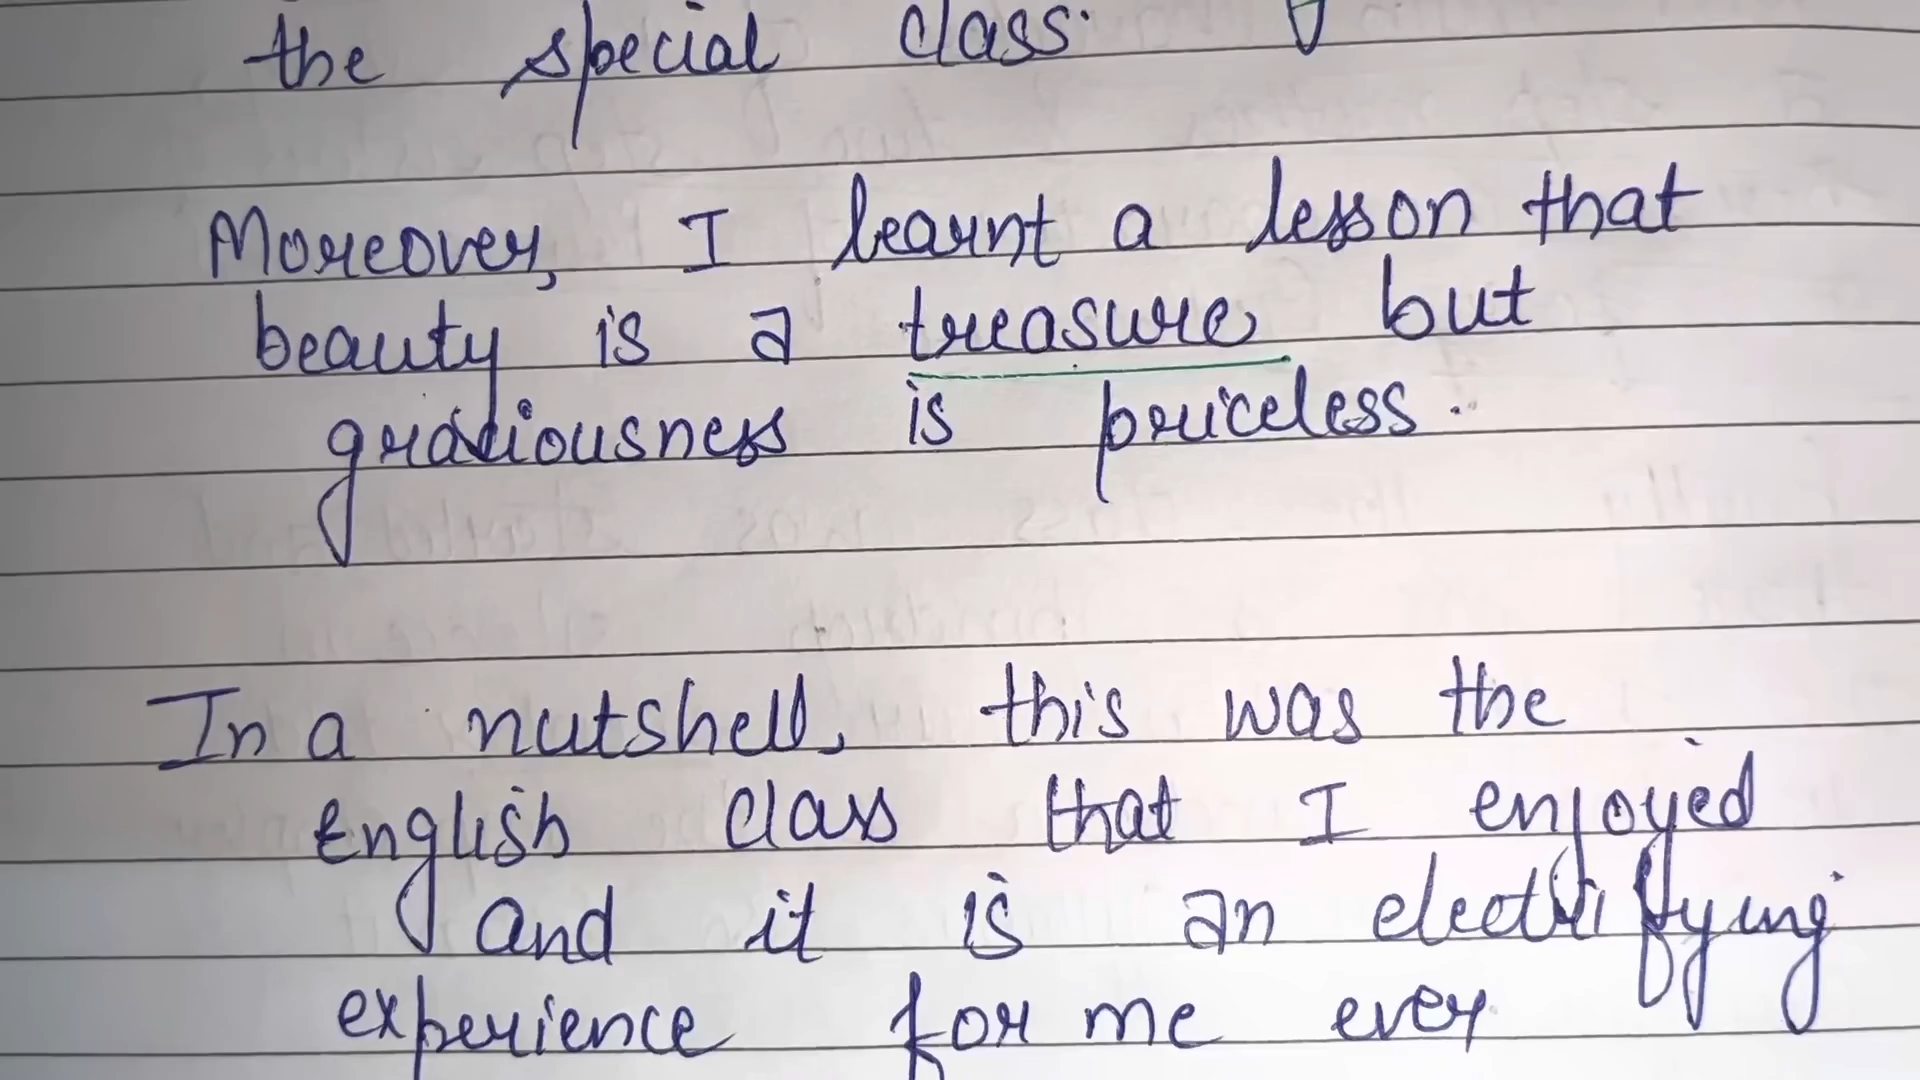 the special class.
Moreover, I learnt a lesson that
beauty is a treasure but
graciousness is priceless.
In a nutshell, this was the
English class that I enjoyed
and it is an electrifying
experience for me ever